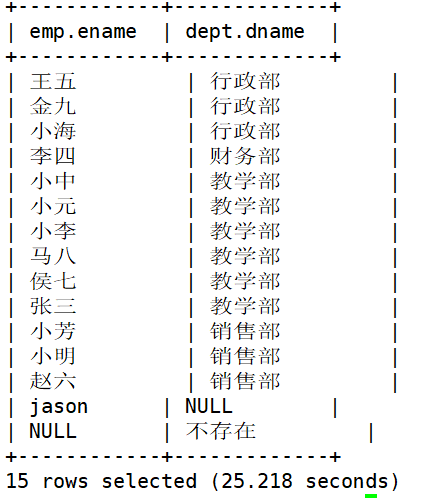 +------------+-------------+
| emp.ename | dept.dname |
+------------+-------------+
| 王五 | 行政部 |
| 金九 | 行政部 |
| 小海 | 行政部 |
| 李四 | 财务部 |
| 小中 | 教学部 |
| 小元 | 教学部 |
| 小李 | 教学部 |
| 马八 | 教学部 |
| 侯七 | 教学部 |
| 张三 | 教学部 |
| 小芳 | 销售部 |
| 小明 | 销售部 |
| 赵六 | 销售部 |
| jason | NULL |
| NULL | 不存在 |
+------------+-------------+
15 rows selected (25.218 seconds)